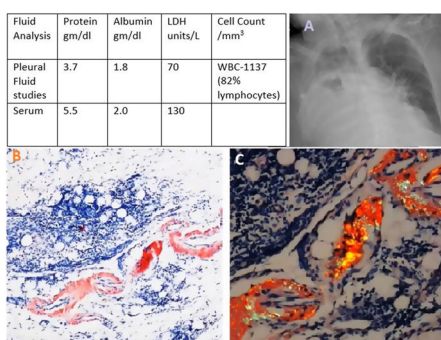 Fluid Analysis Protein gm/dl Albumin gm/dl LDH units/L Cell Count /mm³
Pleural Fluid studies 3.7 1.8 70 WBC-1137 (82% lymphocytes)
Serum 5.5 2.0 130
A
B
C